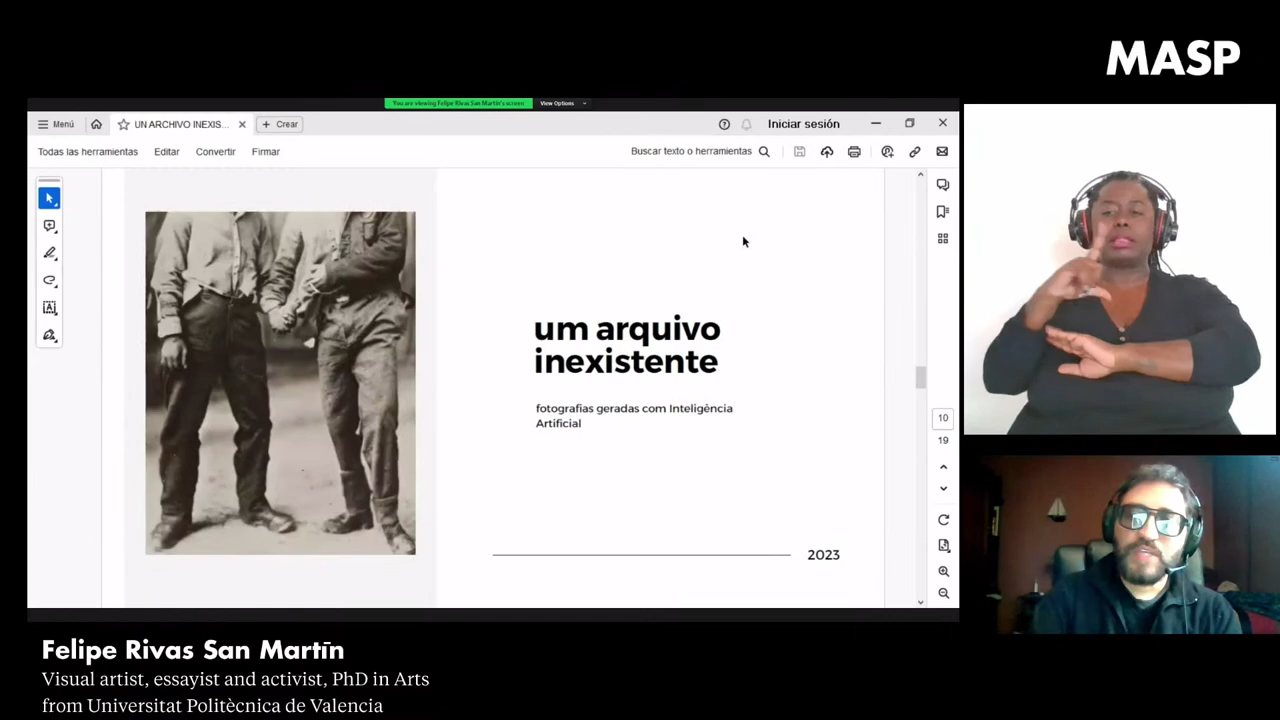 MASP
You are viewing Felipe Rivas San Martín's screen
View Options
Menú
UN ARCHIVO INEXIS...
Crear
Iniciar sesión
Todas las herramientas
Editar
Convertir
Firmar
Buscar texto o herramientas
um arquivo
inexistente
fotografias geradas com Inteligência
Artificial
2023
10
19
Felipe Rivas San Martīn
Visual artist, essayist and activist, PhD in Arts
from Universitat Politècnica de Valencia